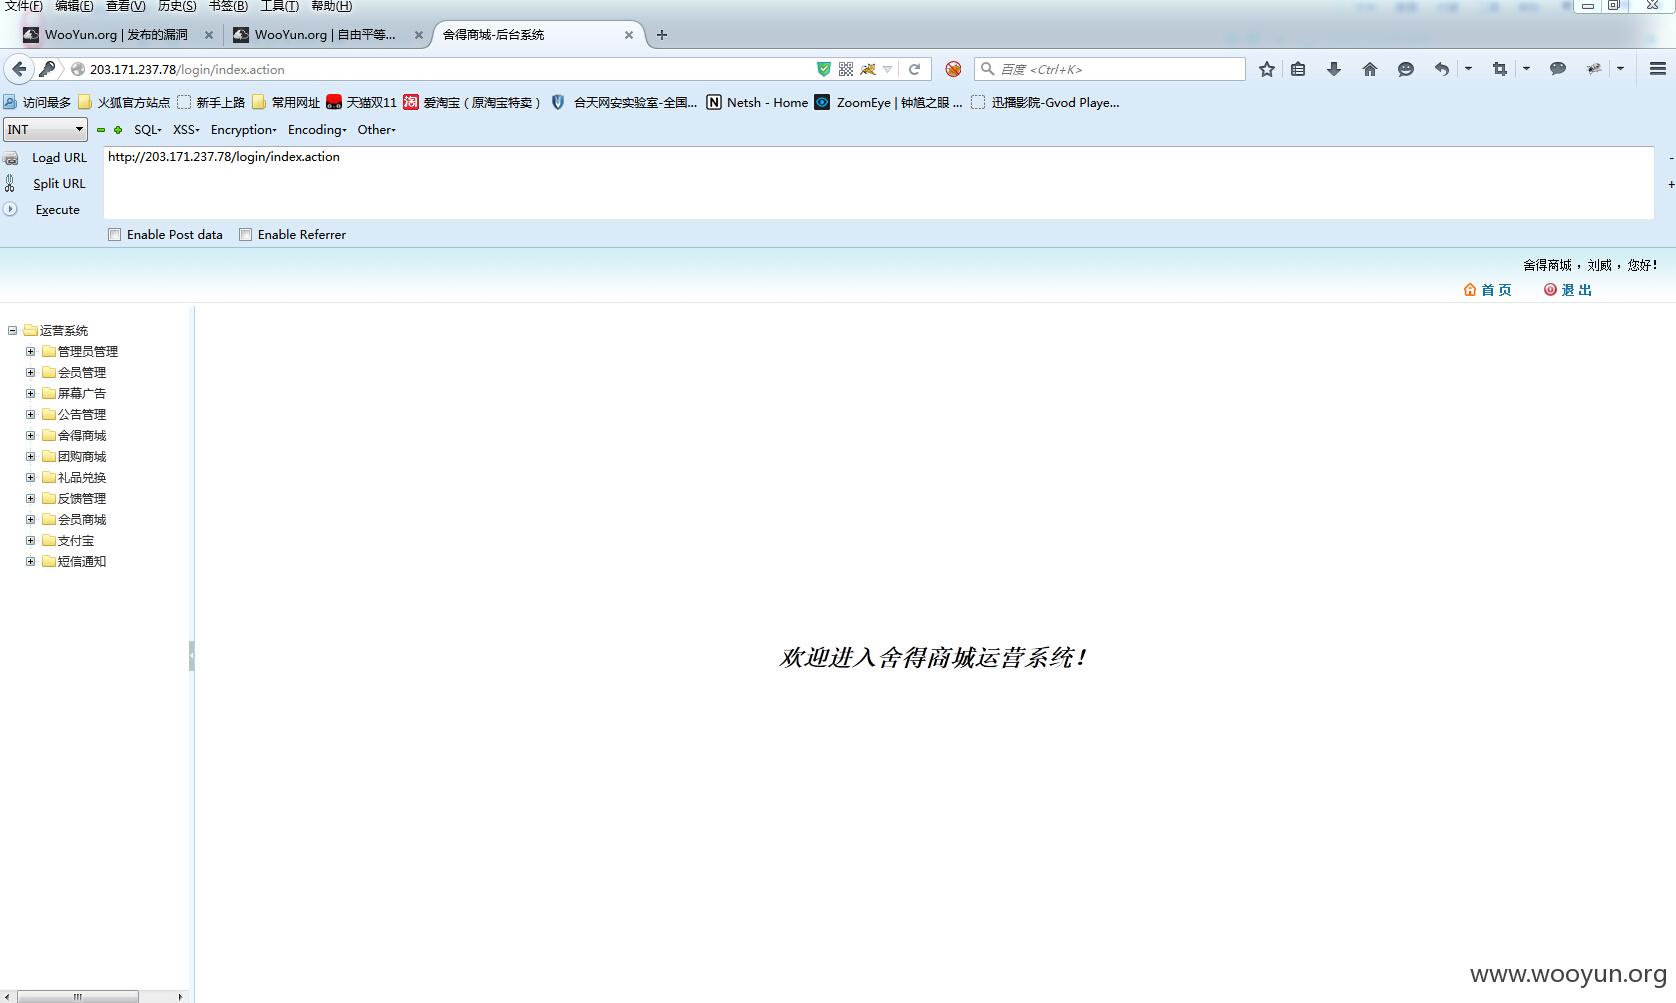 文件(F) 编辑(E) 查看(V) 历史(S) 书签(B) 工具(T) 帮助(H)
WooYun.org | 发布的漏洞 WooYun.org | 自由平等... 舍得商城-后台系统
203.171.237.78/login/index.action 百度 <Ctrl+K>
访问最多 火狐官方站点 新手上路 常用网址 天猫双11 爱淘宝（原淘宝特卖） 合天网安实验室-全国... Netsh - Home ZoomEye | 钟馗之眼 ... 迅播影院-Gvod Playe...
INT SQL XSS Encryption Encoding Other
Load URL http://203.171.237.78/login/index.action
Split URL
Execute
Enable Post data Enable Referrer
舍得商城，刘威，您好！
首 页 退 出
运营系统
管理员管理
会员管理
屏幕广告
公告管理
舍得商城
团购商城
礼品兑换
反馈管理
会员商城
支付宝
短信通知
欢迎进入舍得商城运营系统！
www.wooyun.org